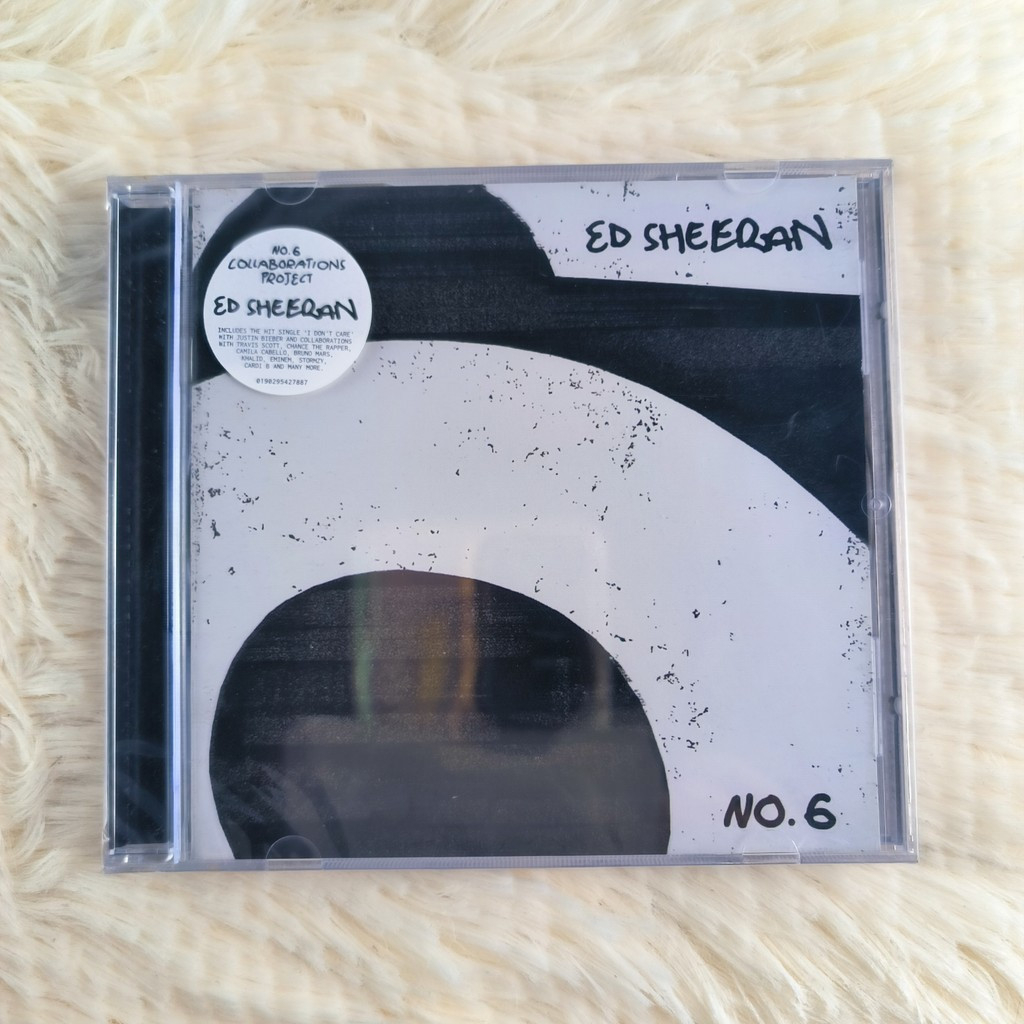 ED SHEERAN
NO.6
COLLABORATIONS
PROJECT
ED SHEERAN
INCLUDES THE HIT SINGLE 'I DON'T CARE'
WITH JUSTIN BIEBER AND COLLABORATIONS
WITH TRAVIS SCOTT, CHANCE THE RAPPER,
CAMILA CABELLO, BRUNO MARS,
KHALID, EMINEM, STORMZY,
CARDI B AND MANY MORE.
0190295427887
NO.6